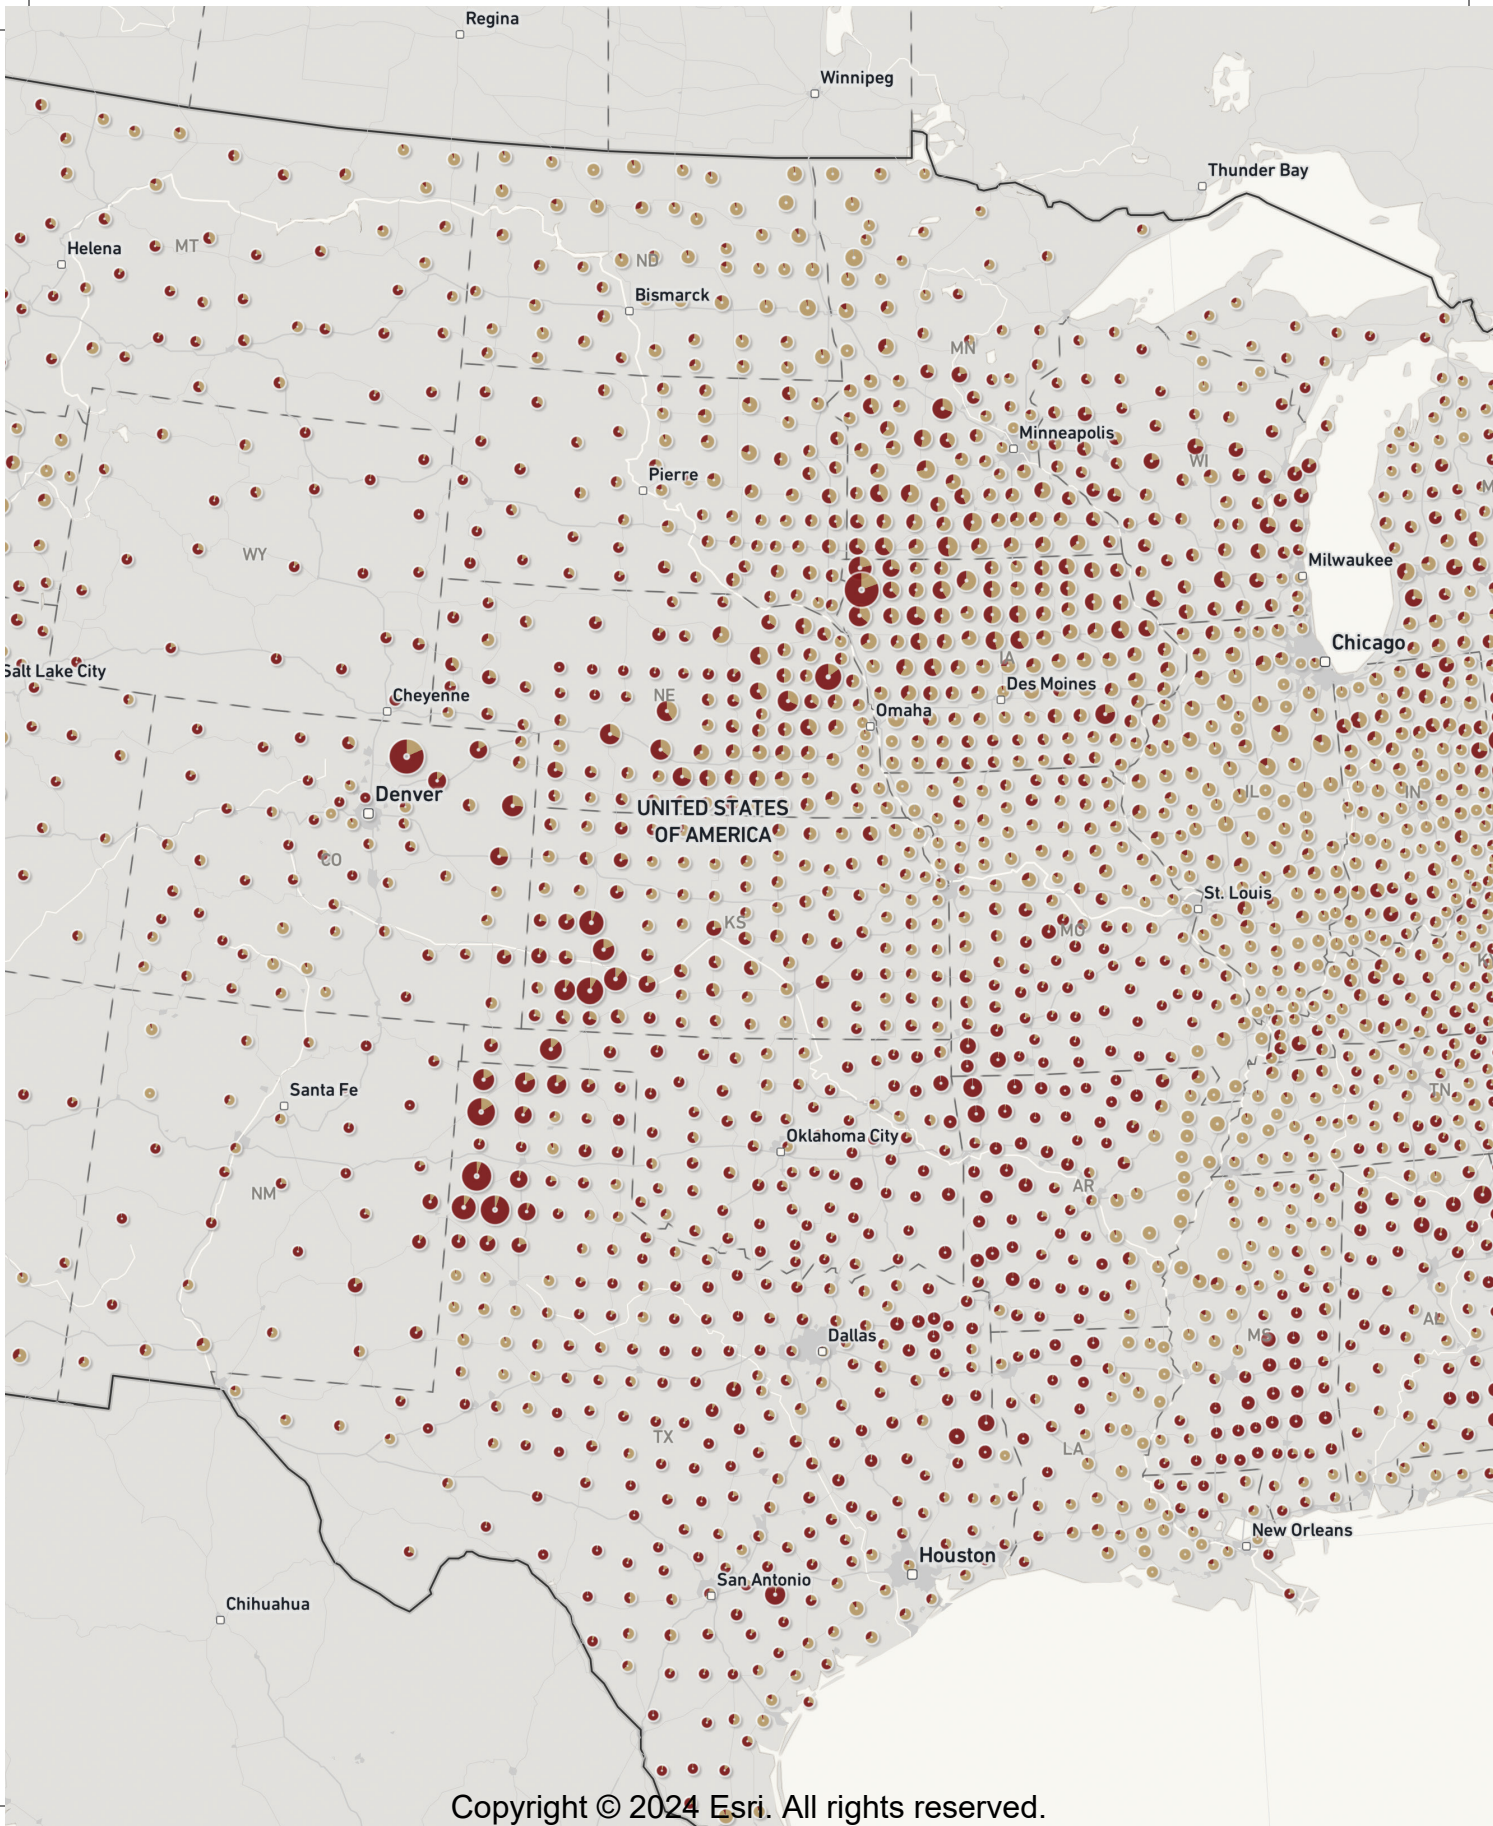 Regina
Winnipeg
Thunder Bay
Helena
MT
ND
Bismarck
MN
Minneapolis
WI
Pierre
M
WY
Milwaukee
Chicago
Salt Lake City
IA
Des Moines
Cheyenne
NE
Omaha
Denver
UNITED STATES
OF AMERICA
IL
IN
CO
St. Louis
KS
MO
K
Santa Fe
TN
Oklahoma City
NM
AR
Dallas
MS
AL
TX
LA
New Orleans
Houston
San Antonio
Chihuahua
Copyright © 2024 Esri. All rights reserved.